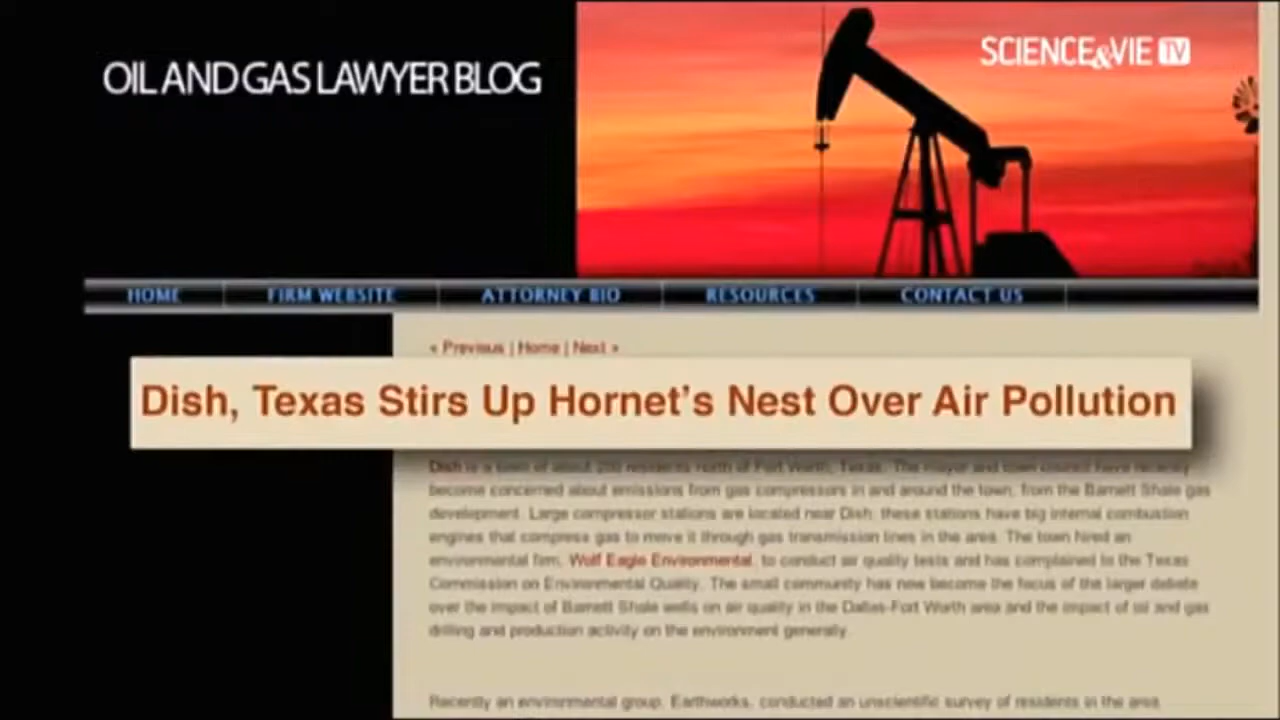 SCIENCE&VIE TV
OIL AND GAS LAWYER BLOG
HOME FIRM WEBSITE ATTORNEY BIO RESOURCES CONTACT US
« Previous | Home | Next »
Dish, Texas Stirs Up Hornet's Nest Over Air Pollution
Dish is a town of about 200 residents north of Fort Worth, Texas. The mayor and town council have recently
become concerned about emissions from gas compressors in and around the town, from the Barnett Shale gas
development. Large compressor stations are located near Dish; these stations have big internal combustion
engines that compress gas to move it through gas transmission lines in the area. The town hired an
environmental firm, Wolf Eagle Environmental, to conduct air quality tests and has complained to the Texas
Commission on Environmental Quality. The small community has now become the focus of the larger debate
over the impact of Barnett Shale wells on air quality in the Dallas-Fort Worth area and the impact of oil and gas
drilling and production activity on the environment generally.
Recently an environmental group, Earthworks, conducted an unscientific survey of residents in the area